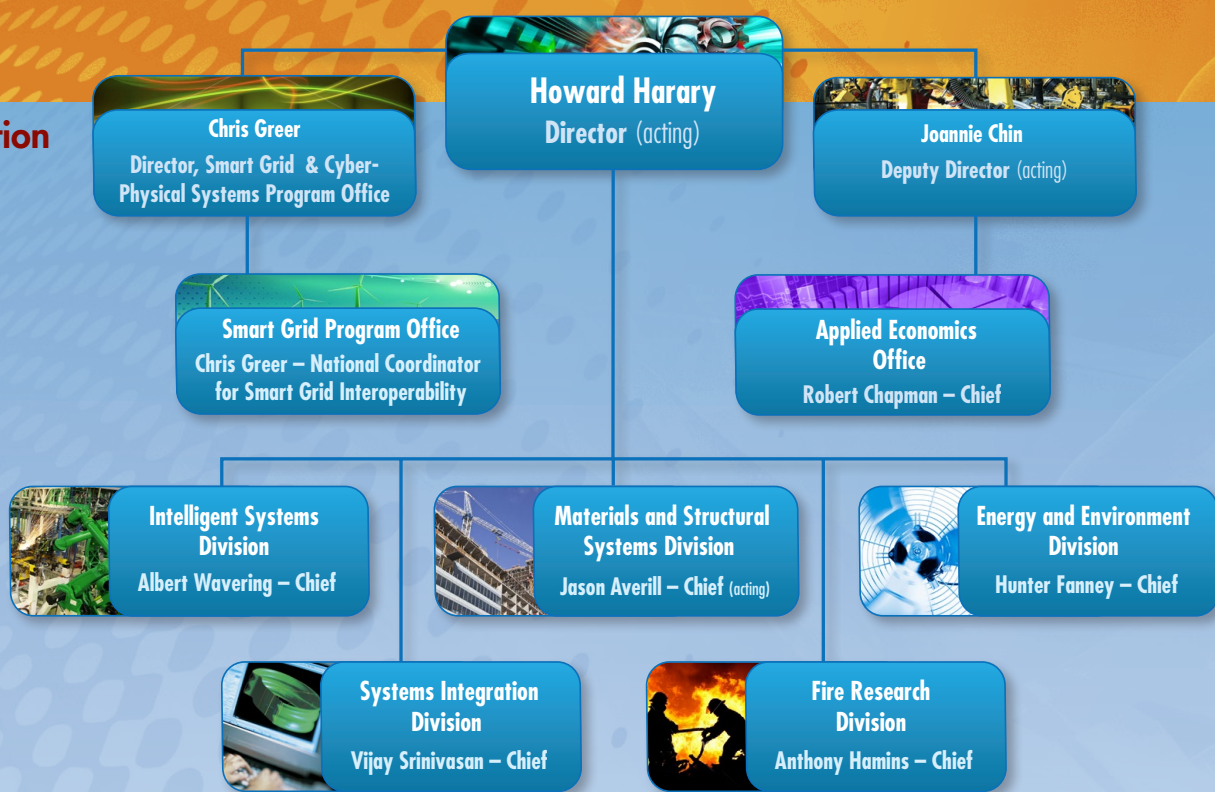 tion
Howard Harary
Director (acting)
Chris Greer
Director, Smart Grid & Cyber-
Physical Systems Program Office
Joannie Chin
Deputy Director (acting)
Smart Grid Program Office
Chris Greer – National Coordinator
for Smart Grid Interoperability
Applied Economics
Office
Robert Chapman – Chief
Intelligent Systems
Division
Albert Wavering – Chief
Materials and Structural
Systems Division
Jason Averill – Chief (acting)
Energy and Environment
Division
Hunter Fanney – Chief
Systems Integration
Division
Vijay Srinivasan – Chief
Fire Research
Division
Anthony Hamins – Chief